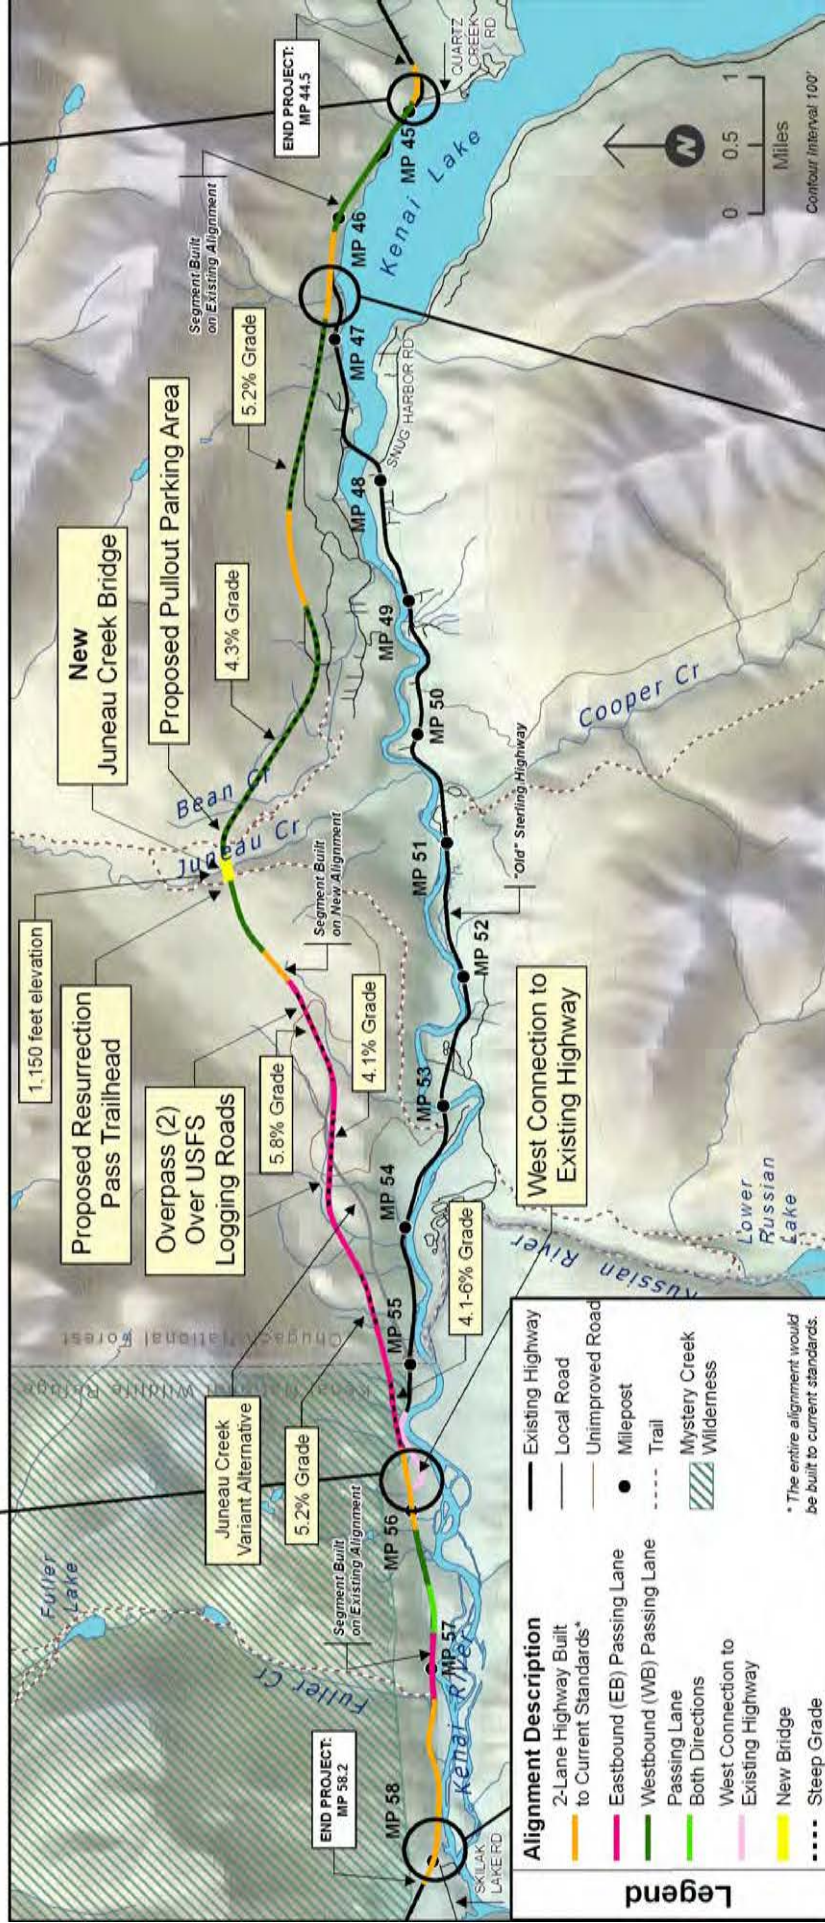 Fuller
Lake
Fuller Cr
END PROJECT:
MP 58.2
MP 58
SKILAK
LAKE RD
Kenai River
MP 57
Segment Built
on Existing Alignment
MP 56
5.2% Grade
Juneau Creek
Variant Alternative
Kenai National Wildlife Refuge
Chugach National Forest
MP 55
4.1-6% Grade
MP 54
West Connection to
Existing Highway
Overpass (2)
Over USFS
Logging Roads
5.8% Grade
4.1% Grade
Proposed Resurrection
Pass Trailhead
1,150 feet elevation
Segment Built
on New Alignment
MP 53
MP 52
"Old" Sterling Highway
MP 51
Juneau Cr
Bean Cr
New
Juneau Creek Bridge
Proposed Pullout Parking Area
4.3% Grade
5.2% Grade
MP 50
MP 49
MP 48
Cooper Cr
SNUG HARBOR RD
MP 47
Segment Built
on Existing Alignment
MP 46
MP 45
Kenai Lake
END PROJECT:
MP 44.5
QUARTZ
CREEK
RD
Russian River
Lower
Russian
Lake
N
0 0.5 1
Miles
Contour Interval 100'
Legend
Alignment Description
2-Lane Highway Built
to Current Standards*
Eastbound (EB) Passing Lane
Westbound (WB) Passing Lane
Passing Lane
Both Directions
West Connection to
Existing Highway
New Bridge
Steep Grade
Existing Highway
Local Road
Unimproved Road
Milepost
Trail
Mystery Creek
Wilderness
* The entire alignment would
be built to current standards.